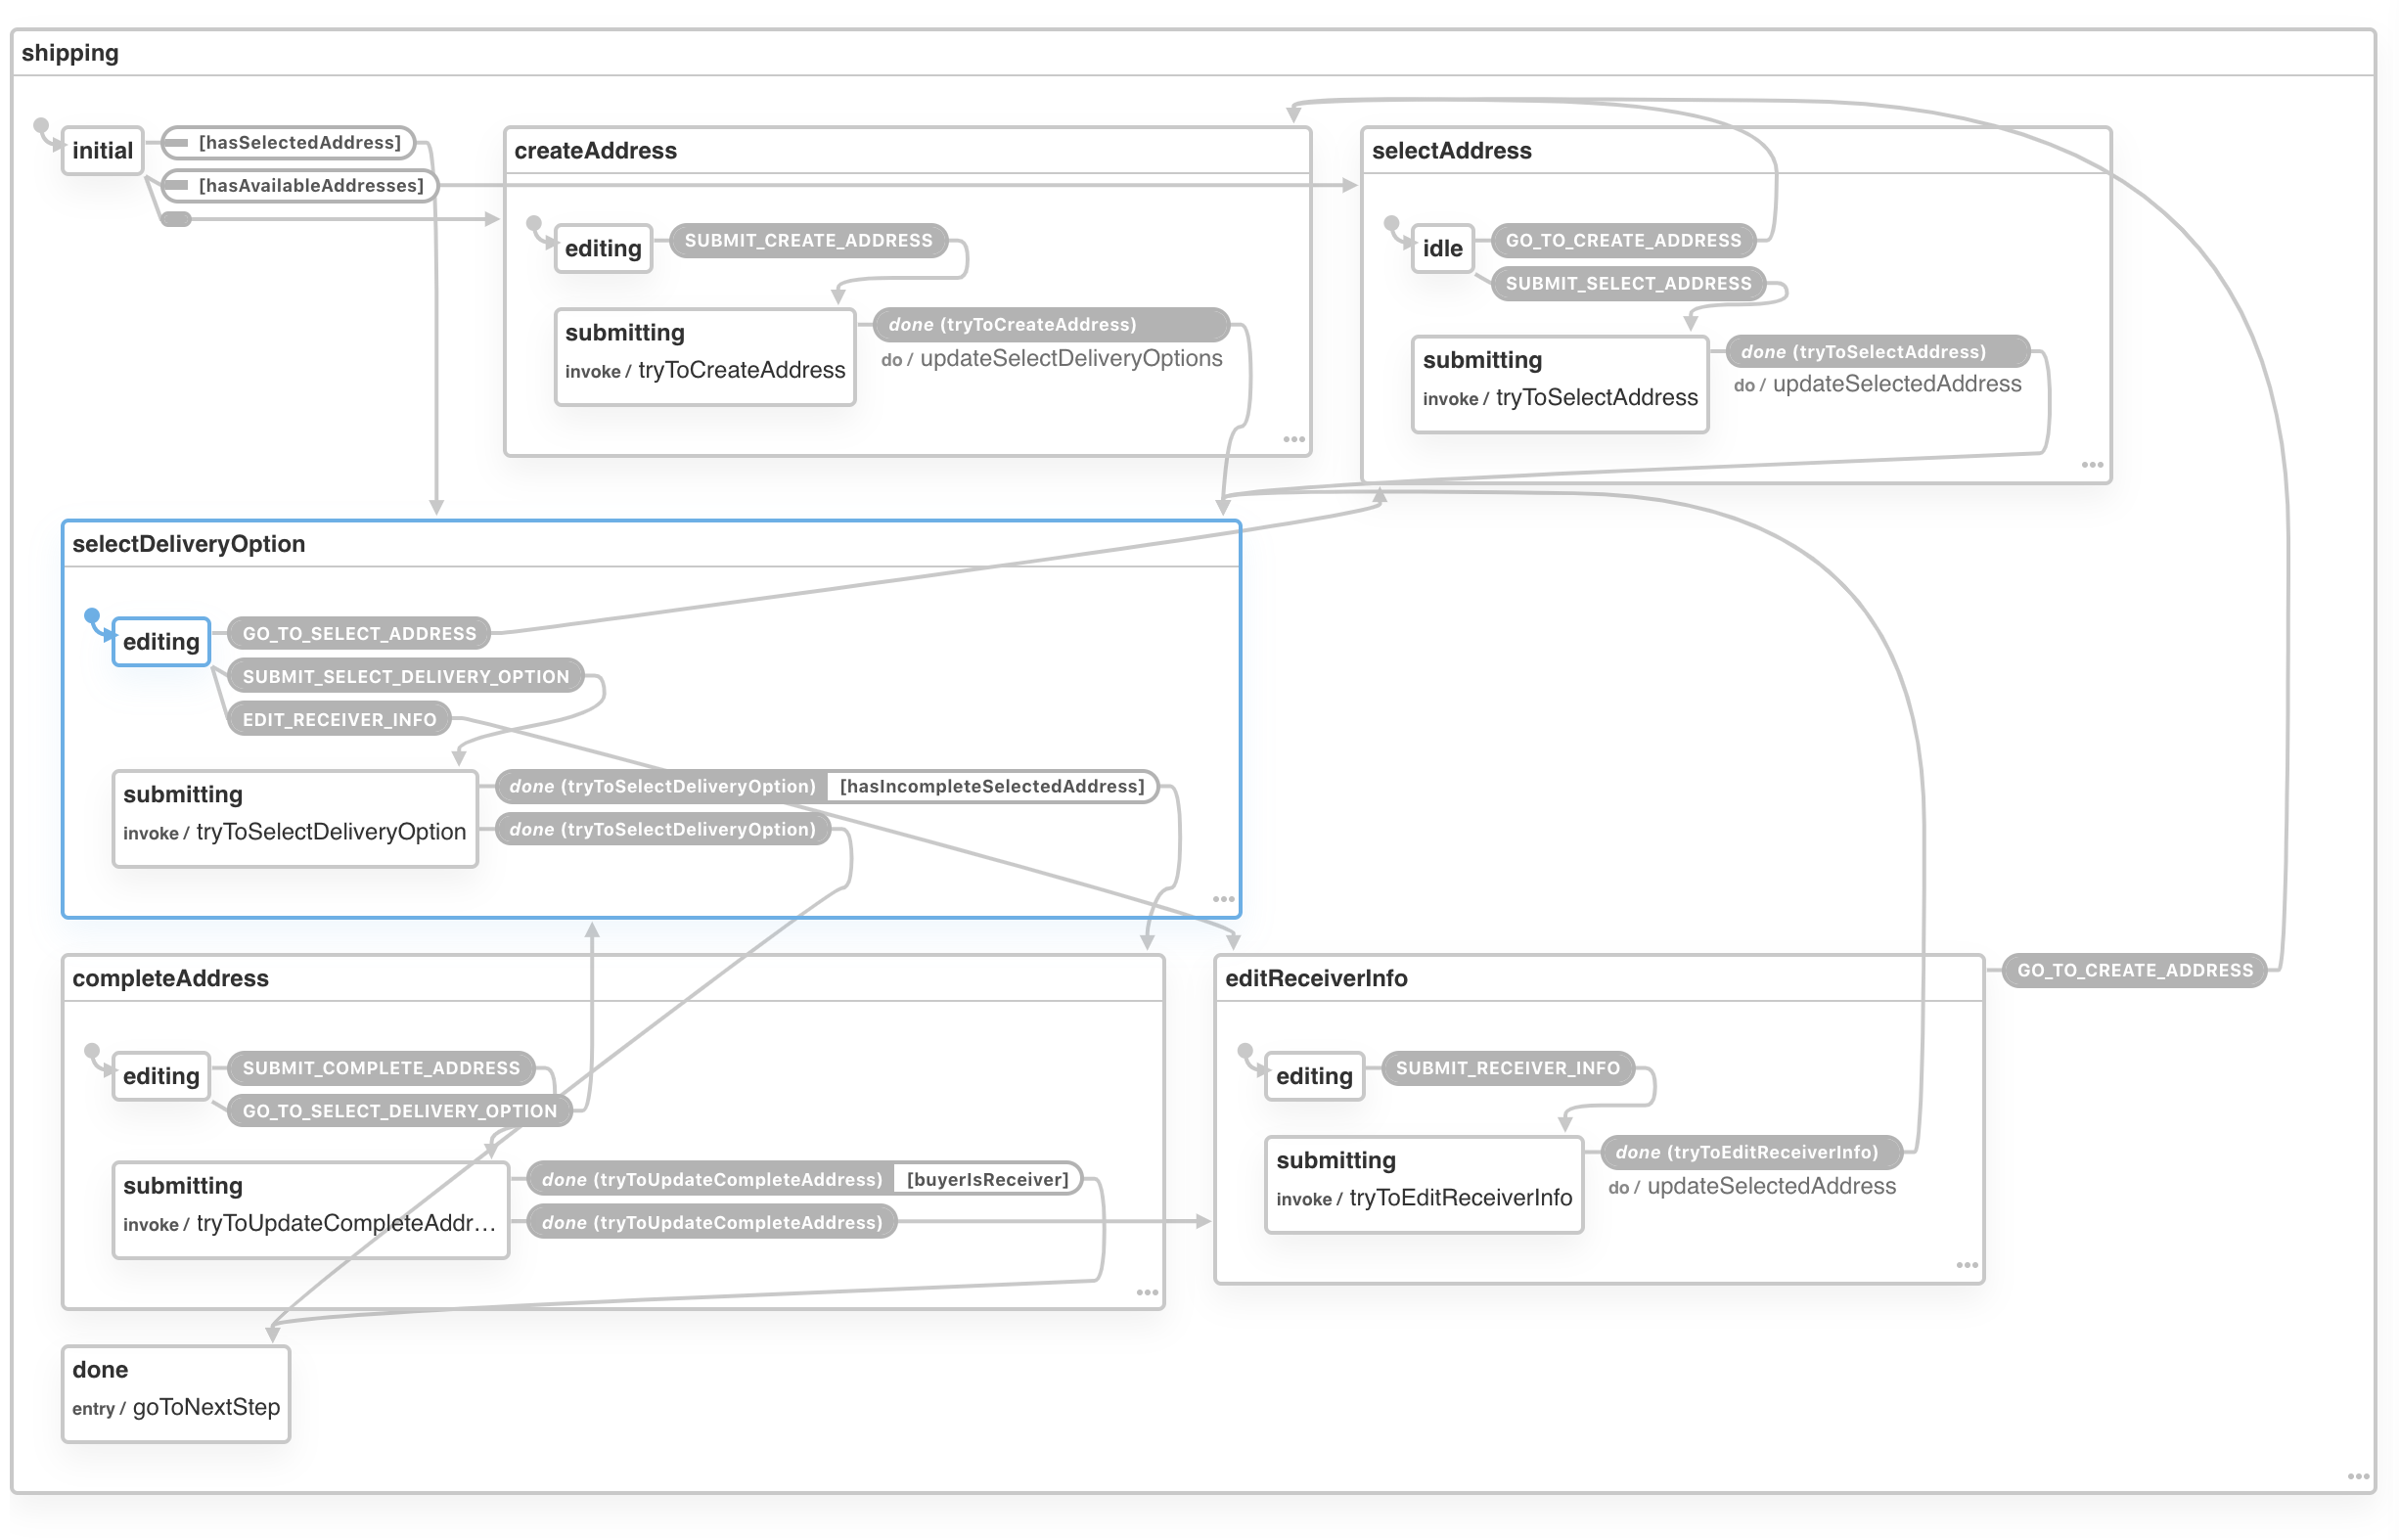 shipping
initial
[hasSelectedAddress]
[hasAvailableAddresses]
createAddress
editing
SUBMIT_CREATE_ADDRESS
submitting
invoke / tryToCreateAddress
done (tryToCreateAddress)
do / updateSelectDeliveryOptions
selectAddress
idle
GO_TO_CREATE_ADDRESS
SUBMIT_SELECT_ADDRESS
submitting
invoke / tryToSelectAddress
done (tryToSelectAddress)
do / updateSelectedAddress
selectDeliveryOption
editing
GO_TO_SELECT_ADDRESS
SUBMIT_SELECT_DELIVERY_OPTION
EDIT_RECEIVER_INFO
submitting
invoke / tryToSelectDeliveryOption
done (tryToSelectDeliveryOption) [hasIncompleteSelectedAddress]
done (tryToSelectDeliveryOption)
completeAddress
editing
SUBMIT_COMPLETE_ADDRESS
GO_TO_SELECT_DELIVERY_OPTION
submitting
invoke / tryToUpdateCompleteAddr...
done (tryToUpdateCompleteAddress) [buyerIsReceiver]
done (tryToUpdateCompleteAddress)
editReceiverInfo
GO_TO_CREATE_ADDRESS
editing
SUBMIT_RECEIVER_INFO
submitting
invoke / tryToEditReceiverInfo
done (tryToEditReceiverInfo)
do / updateSelectedAddress
done
entry / goToNextStep